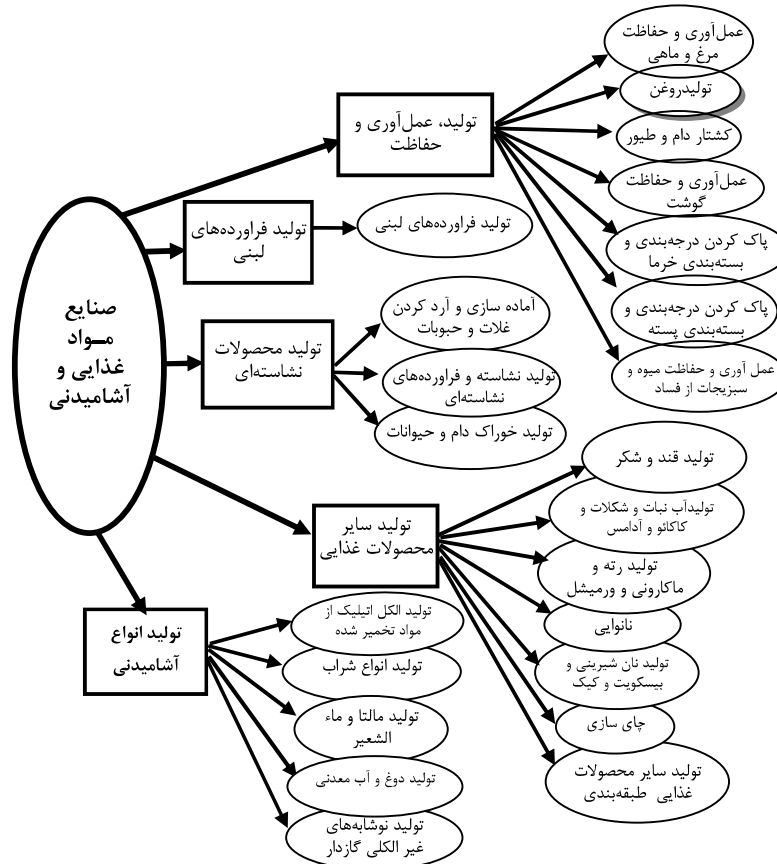 صنایع
مـواد
غذایی و
آشامیدنی
تولید، عمل‌آوری و
حفاظت
عمل‌آوری و حفاظت
مرغ و ماهی
تولیدروغن
کشتار دام و طیور
عمل‌آوری و حفاظت
گوشت
پاک کردن درجه‌بندی و
بسته‌بندی خرما
پاک کردن درجه‌بندی و
بسته‌بندی پسته
عمل آوری و حفاظت میوه و
سبزیجات از فساد
تولید فراورده‌های
لبنی
تولید فراورده‌های لبنی
تولید محصولات
نشاسته‌ای
آماده سازی و آرد کردن
غلات و حبوبات
تولید نشاسته و فراورده‌های
نشاسته‌ای
تولید خوراک دام و حیوانات
تولید سایر
محصولات غذایی
تولید قند و شکر
تولیدآب نبات و شکلات و
کاکائو و آدامس
تولید رته و
ماکارونی و ورمیشل
نانوایی
تولید نان شیرینی و
بیسکویت و کیک
چای سازی
تولید سایر محصولات
غذایی طبقه‌بندی
تولید انواع
آشامیدنی
تولید الکل اتیلیک از
مواد تخمیر شده
تولید انواع شراب
تولید مالتا و ماء
الشعیر
تولید دوغ و آب معدنی
تولید نوشابه‌های
غیر الکلی گازدار